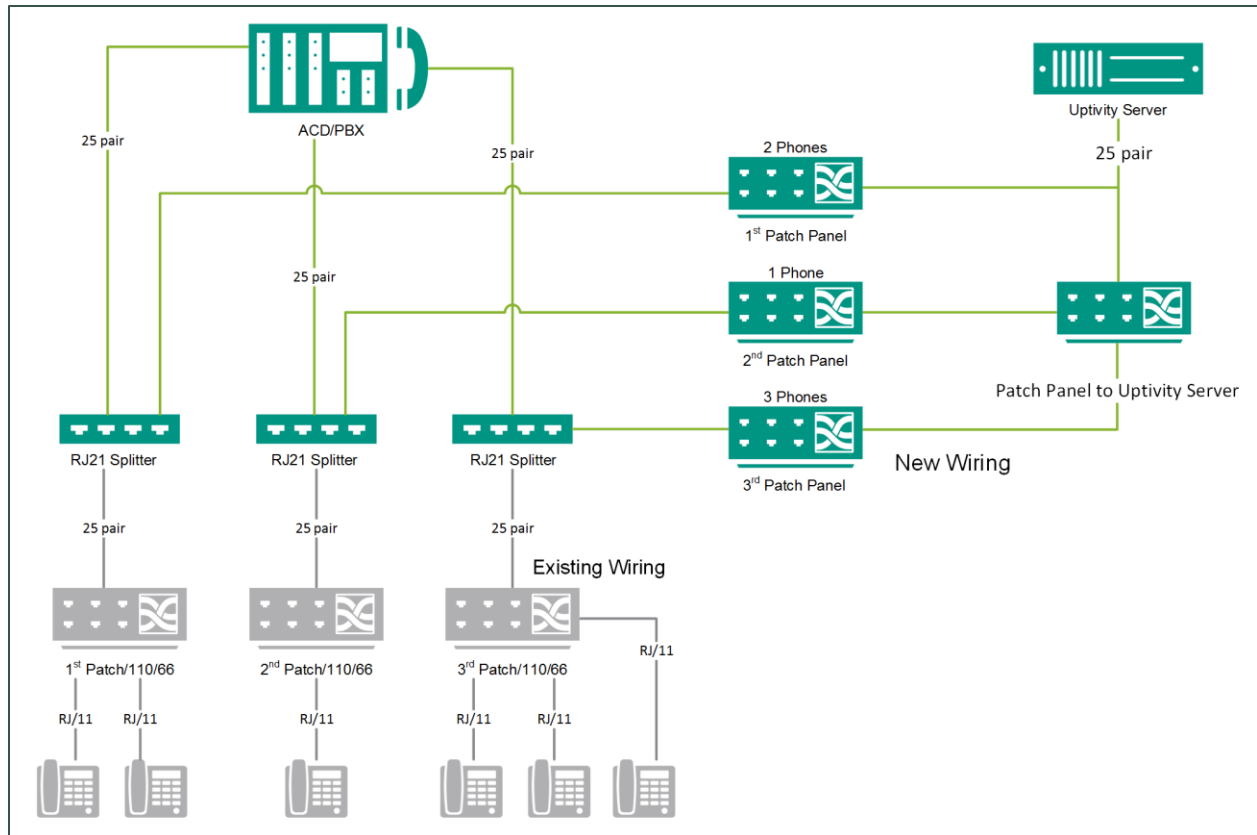 ACD/PBX
Uptivity Server
25 pair
25 pair
25 pair
25 pair
2 Phones
1st Patch Panel
1 Phone
2nd Patch Panel
Patch Panel to Uptivity Server
3 Phones
3rd Patch Panel
New Wiring
RJ21 Splitter
RJ21 Splitter
RJ21 Splitter
25 pair
25 pair
25 pair
Existing Wiring
1st Patch/110/66
2nd Patch/110/66
3rd Patch/110/66
RJ/11
RJ/11
RJ/11
RJ/11
RJ/11
RJ/11